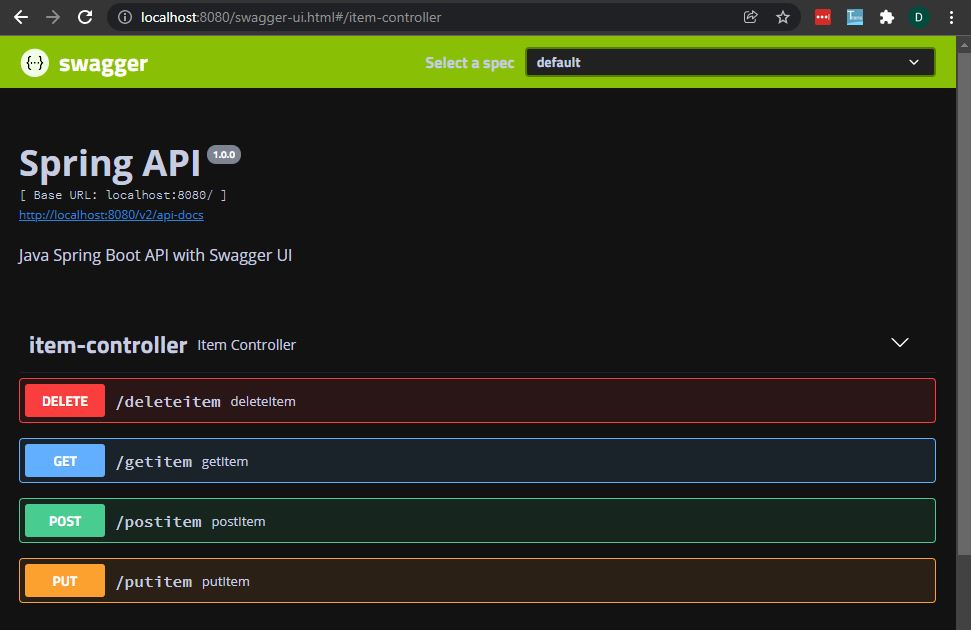 localhost:8080/swagger-ui.html#/item-controller
D
{··} swagger
Select a spec
default
Spring API 1.0.0
[ Base URL: localhost:8080/ ]
http://localhost:8080/v2/api-docs
Java Spring Boot API with Swagger UI
item-controller Item Controller
DELETE /deleteitem deleteItem
GET /getitem getItem
POST /postitem postItem
PUT /putitem putItem